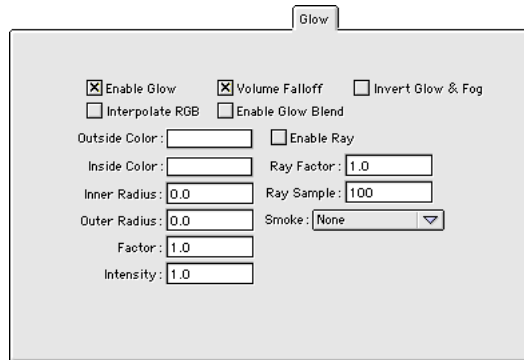 Glow
Enable Glow Volume Falloff Invert Glow & Fog
Interpolate RGB Enable Glow Blend
Outside Color: Enable Ray
Inside Color: Ray Factor: 1.0
Inner Radius: 0.0 Ray Sample: 100
Outer Radius: 0.0 Smoke: None
Factor: 1.0
Intensity: 1.0